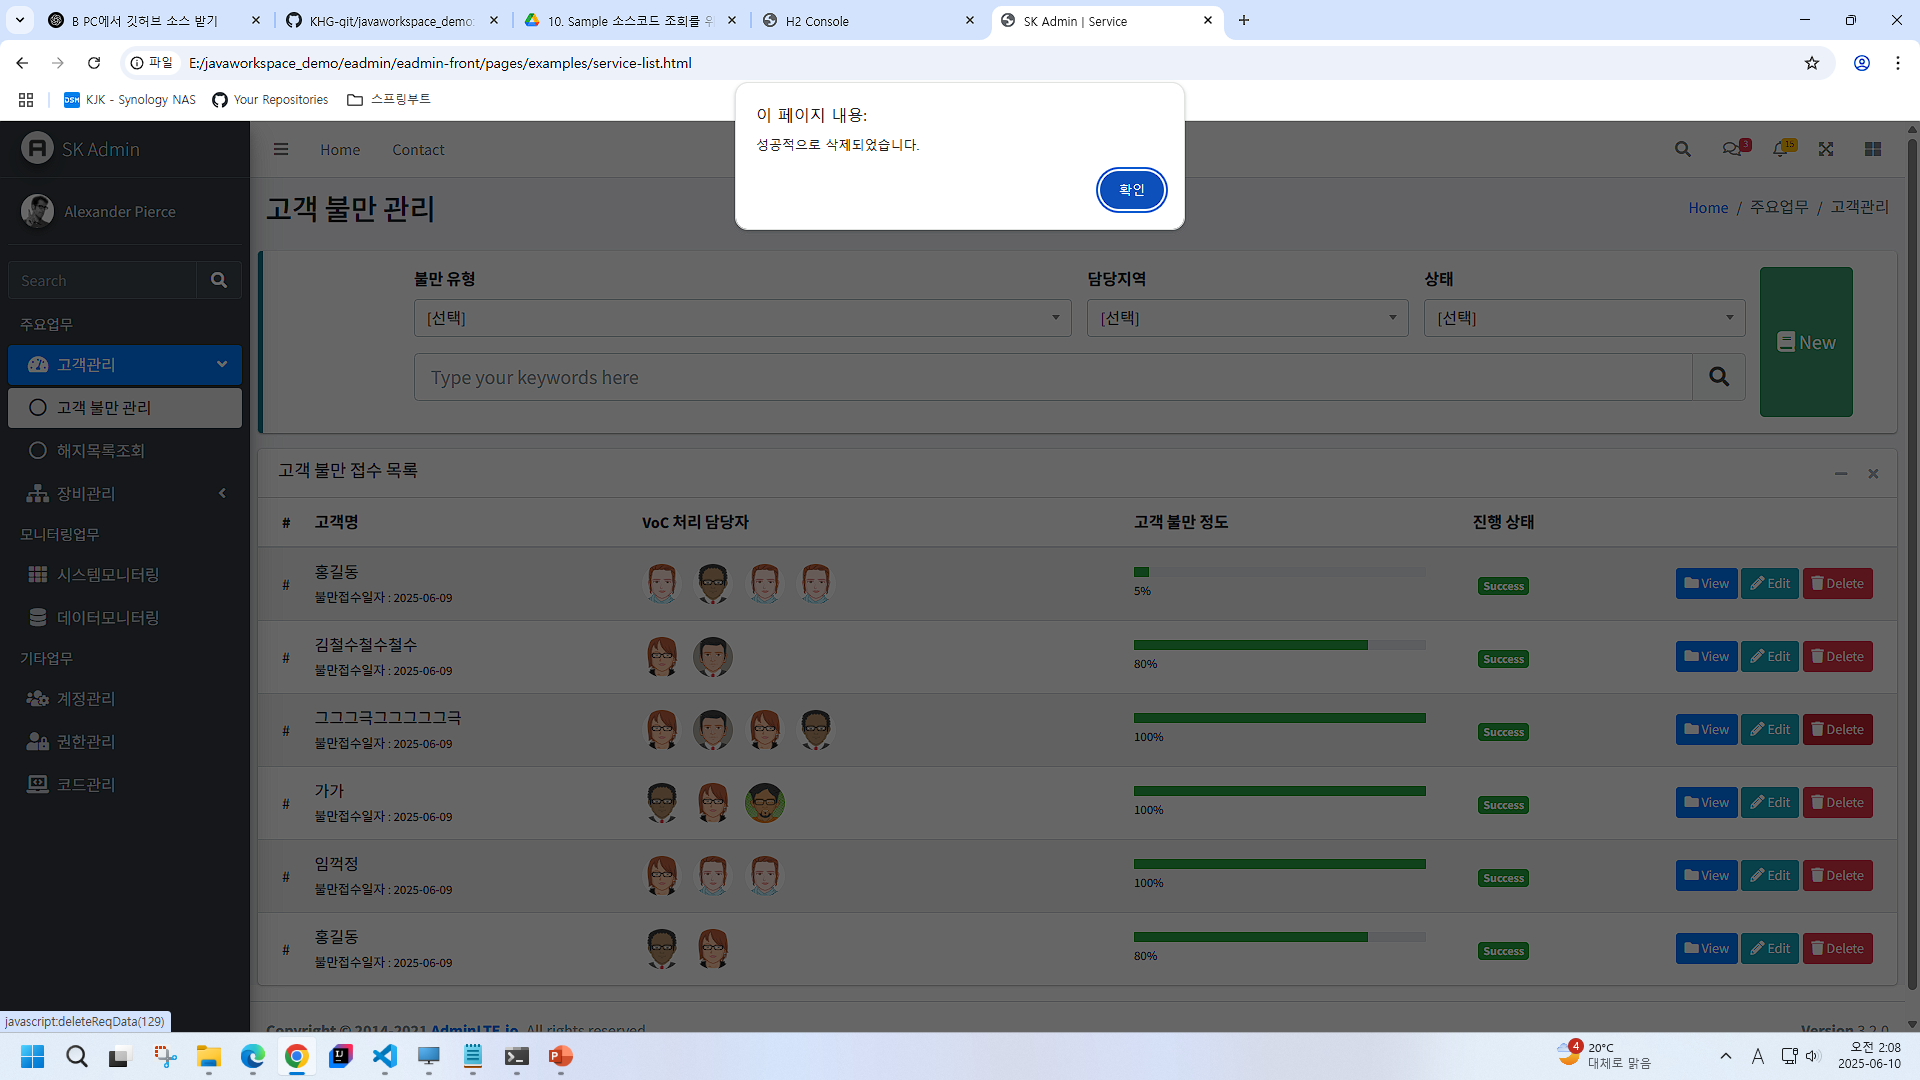 B PC에서 깃허브 소스 받기
KHG-git/javaworkspace_demo
10. Sample 소스코드 조회를 위
H2 Console
SK Admin | Service
파일
E:/javaworkspace_demo/eadmin/eadmin-front/pages/examples/service-list.html
DSM
KJK - Synology NAS
Your Repositories
스프링부트
이 페이지 내용:
성공적으로 삭제되었습니다.
확인
SK Admin
Home
Contact
3
15
Alexander Pierce
고객 불만 관리
Home / 주요업무 / 고객관리
Search
주요업무
고객관리
고객 불만 관리
해지목록조회
장비관리
모니터링업무
시스템모니터링
데이터모니터링
기타업무
계정관리
권한관리
코드관리
불만 유형
담당지역
상태
[선택]
[선택]
[선택]
Type your keywords here
New
고객 불만 접수 목록
# 고객명 VoC 처리 담당자 고객 불만 정도 진행 상태
# 홍길동
불만접수일자 : 2025-06-09
5%
Success
View Edit Delete
# 김철수철수철수
불만접수일자 : 2025-06-09
80%
Success
View Edit Delete
# 그그그극그그그그그극
불만접수일자 : 2025-06-09
100%
Success
View Edit Delete
# 가가
불만접수일자 : 2025-06-09
100%
Success
View Edit Delete
# 임꺽정
불만접수일자 : 2025-06-09
100%
Success
View Edit Delete
# 홍길동
불만접수일자 : 2025-06-09
80%
Success
View Edit Delete
Copyright © 2014-2021 AdminLTE.io. All rights reserved.
Version 3.2.0
javascript:deleteReqData(129)
4
20°C
대체로 맑음
A
오전 2:08
2025-06-10